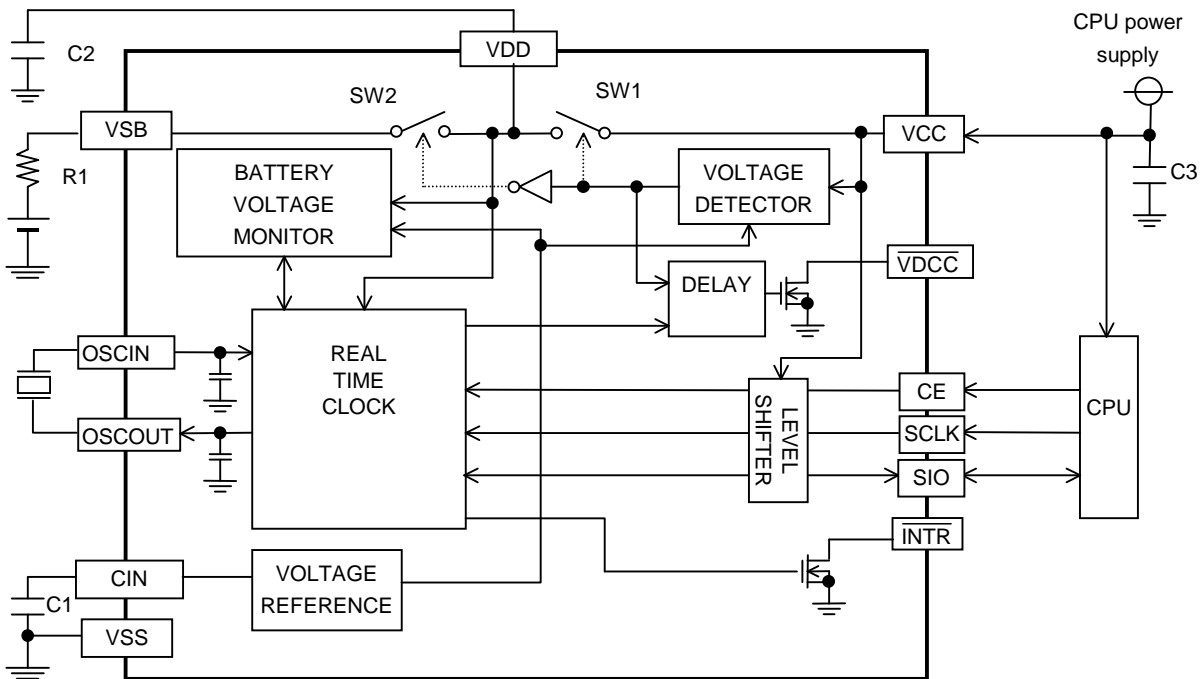 CPU power
supply
C2
VDD
SW2
SW1
VSB
VCC
R1
C3
BATTERY
VOLTAGE
MONITOR
VOLTAGE
DETECTOR
VDCC
DELAY
OSCIN
REAL
TIME
CLOCK
OSCOUT
LEVEL
SHIFTER
CE
SCLK
SIO
CPU
INTR
CIN
VOLTAGE
REFERENCE
C1
VSS